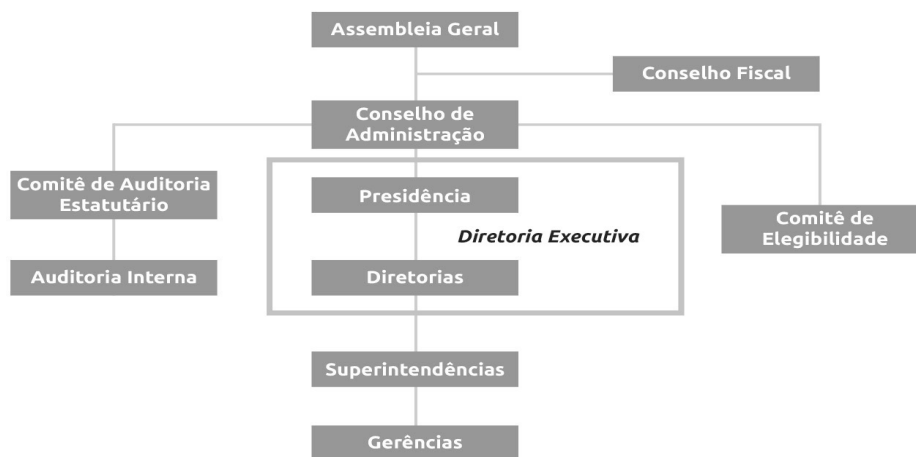 Assembleia Geral
Conselho Fiscal
Conselho de
Administração
Comitê de Auditoria
Estatutário
Presidência
Comitê de
Elegibilidade
Diretoria Executiva
Auditoria Interna
Diretorias
Superintendências
Gerências